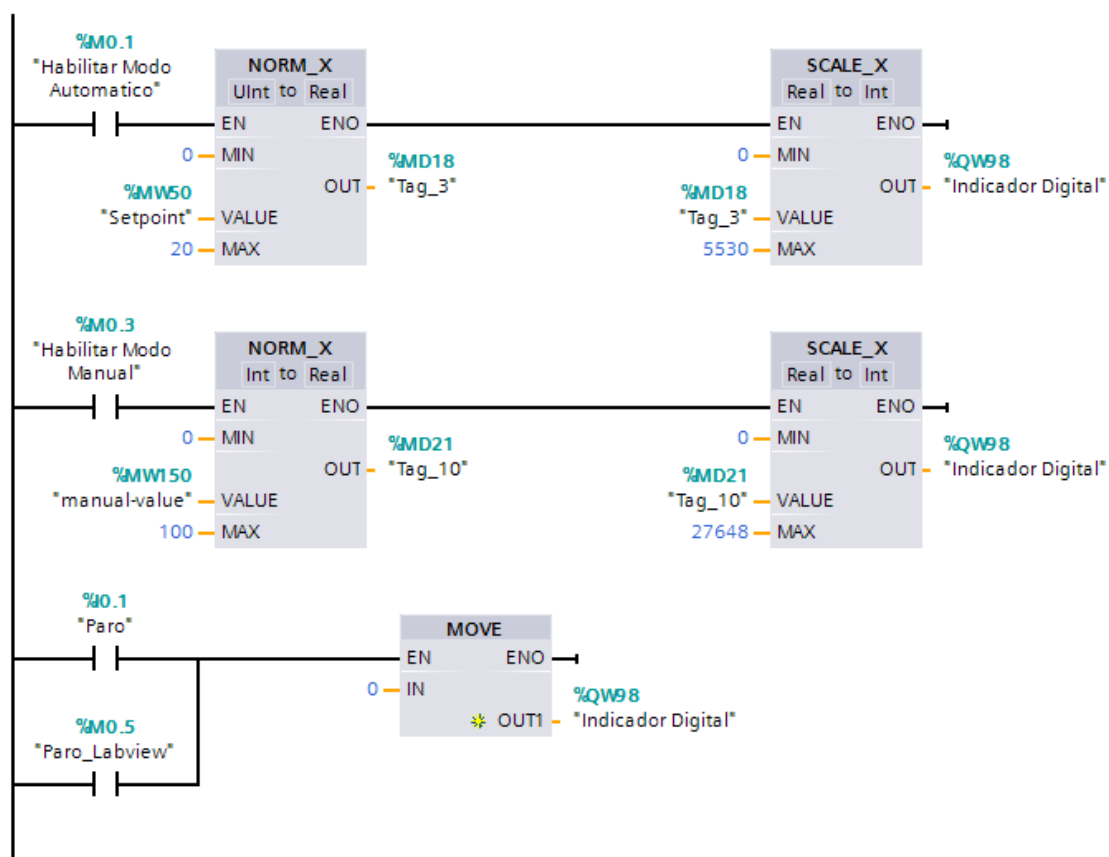 %M0.1
"Habilitar Modo
Automatico"
NORM_X
UInt to Real
EN ENO
0 MIN
%MD18
OUT "Tag_3"
%MW50
"Setpoint" VALUE
20 MAX
SCALE_X
Real to Int
EN ENO
0 MIN
%QW98
OUT "Indicador Digital"
%MD18
"Tag_3" VALUE
5530 MAX
%M0.3
"Habilitar Modo
Manual"
NORM_X
Int to Real
EN ENO
0 MIN
%MD21
OUT "Tag_10"
%MW150
"manual-value" VALUE
100 MAX
SCALE_X
Real to Int
EN ENO
0 MIN
%QW98
OUT "Indicador Digital"
%MD21
"Tag_10" VALUE
27648 MAX
%I0.1
"Paro"
MOVE
EN ENO
0 IN
%QW98
OUT1 "Indicador Digital"
%M0.5
"Paro_Labview"